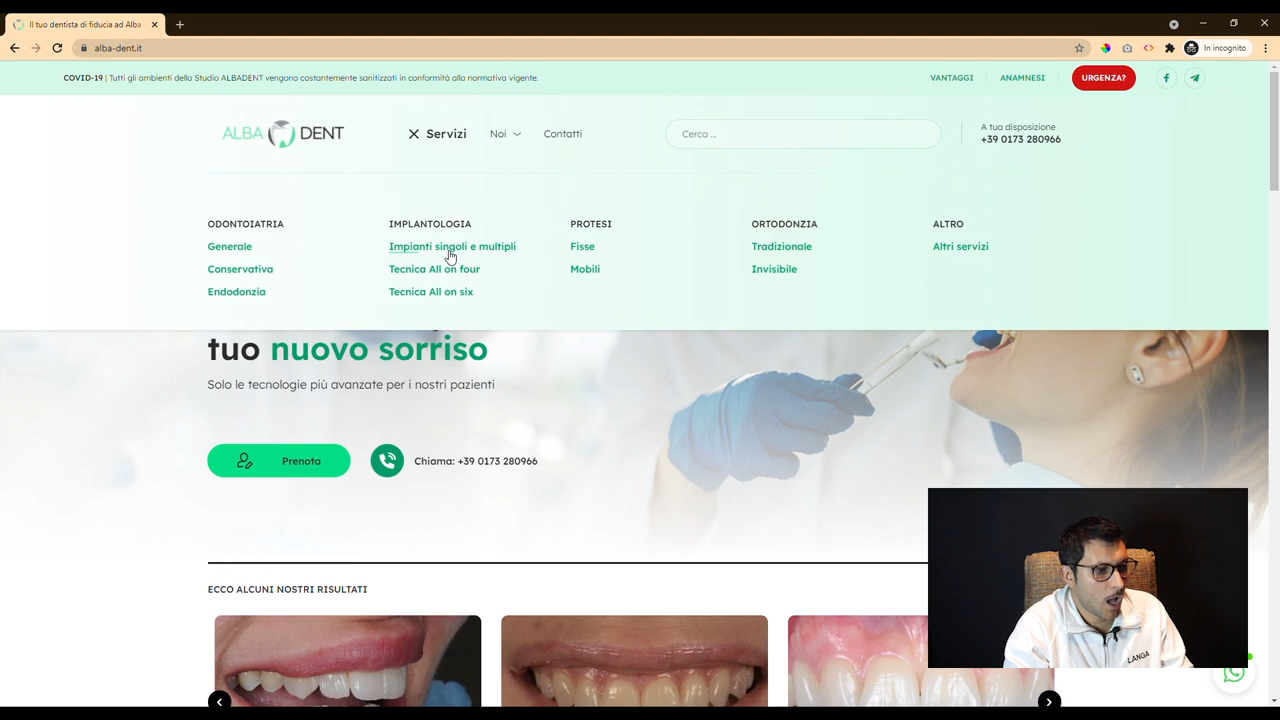 Il tuo dentista di fiducia ad Alba
alba-dent.it
In incognito
COVID-19 | Tutti gli ambienti dello Studio ALBADENT vengono costantemente sanitizzati in conformità alla normativa vigente.
VANTAGGI
ANAMNESI
URGENZA?
ALBA DENT
Servizi
Noi
Contatti
Cerca ...
A tua disposizione
+39 0173 280966
ODONTOIATRIA
Generale
Conservativa
Endodonzia
IMPLANTOLOGIA
Impianti singoli e multipli
Tecnica All on four
Tecnica All on six
PROTESI
Fisse
Mobili
ORTODONZIA
Tradizionale
Invisibile
ALTRO
Altri servizi
tuo nuovo sorriso
Solo le tecnologie più avanzate per i nostri pazienti
Prenota
Chiama: +39 0173 280966
ECCO ALCUNI NOSTRI RISULTATI
LANGA